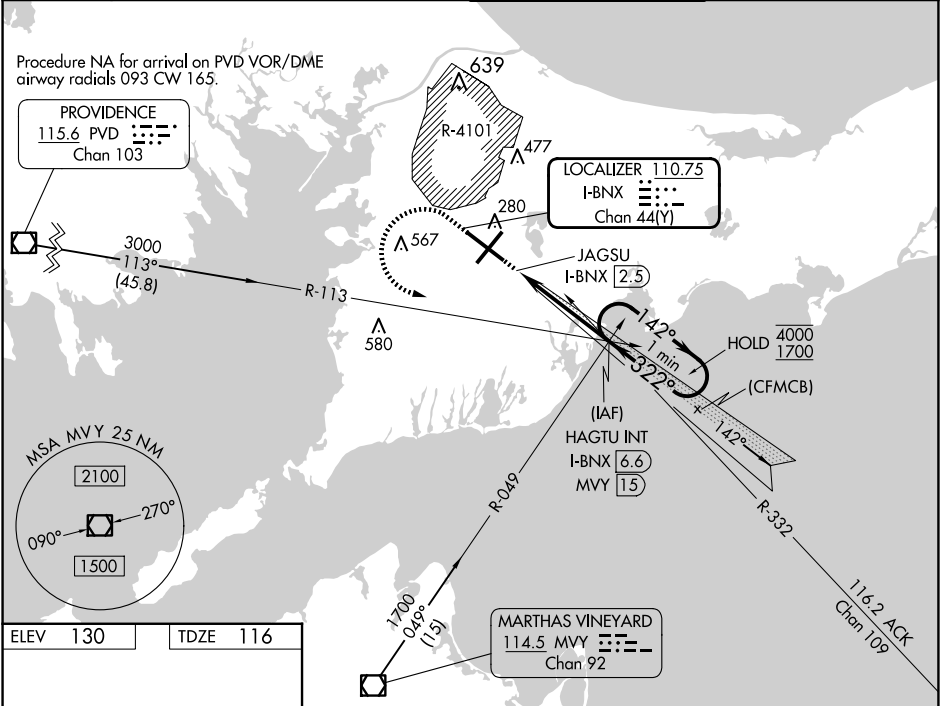 Procedure NA for arrival on PVD VOR/DME
airway radials 093 CW 165.
PROVIDENCE
115.6 PVD
Chan 103
639
R-4101
477
LOCALIZER 110.75
I-BNX
Chan 44(Y)
280
567
JAGSU
I-BNX 2.5
3000
113°
(45.8)
R-113
580
142°
1 min
322°
HOLD 4000
1700
(CFMCB)
142°
(IAF)
HAGTU INT
I-BNX 6.6
MVY 15
MSA MVY 25 NM
2100
270°
090°
1500
R-049
R-332
116.2 ACK
Chan 109
1700
049°
(15)
MARTHAS VINEYARD
114.5 MVY
Chan 92
ELEV 130
TDZE 116